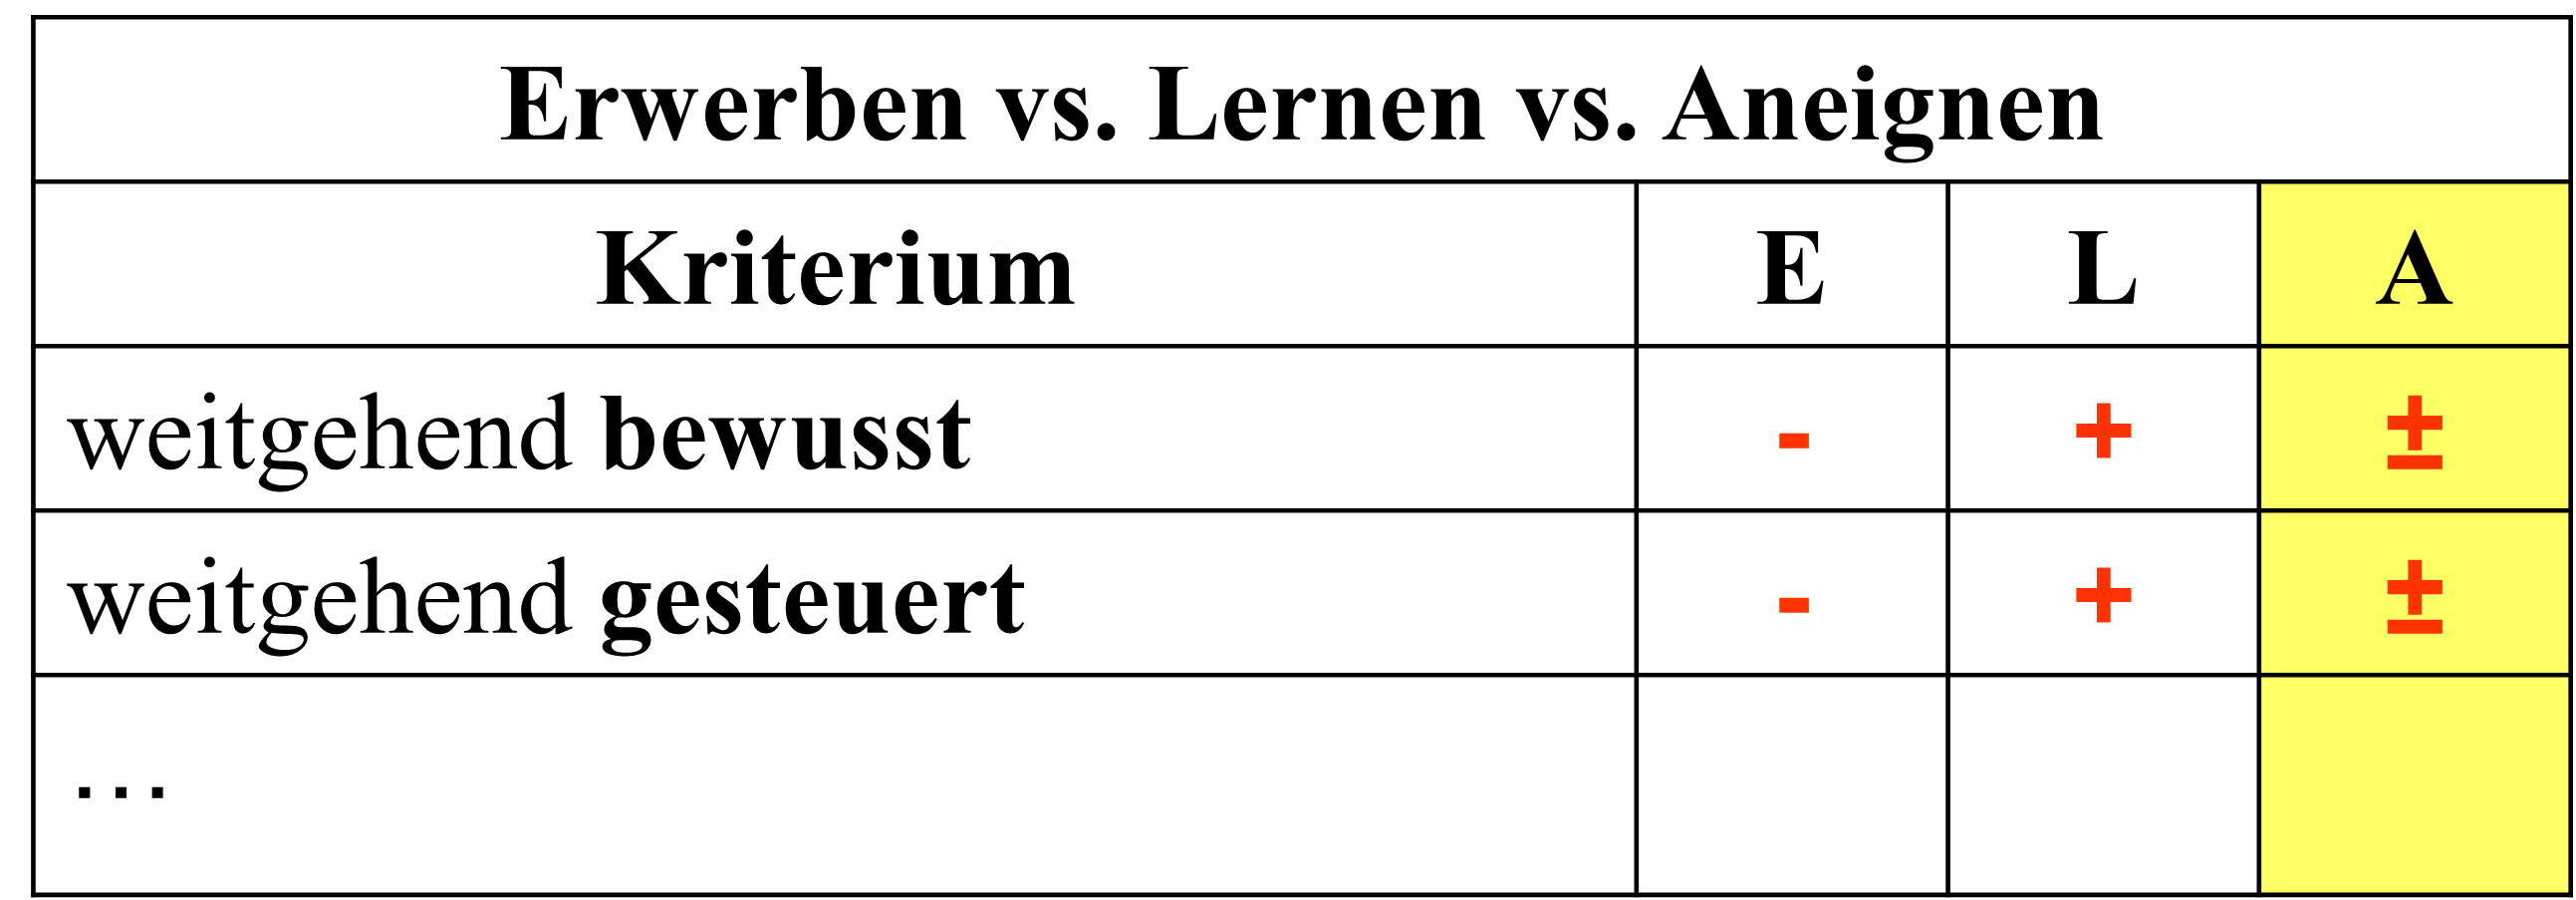 Erwerben vs. Lernen vs. Aneignen
Kriterium E L A
weitgehend bewusst - + ±
weitgehend gesteuert - + ±
…